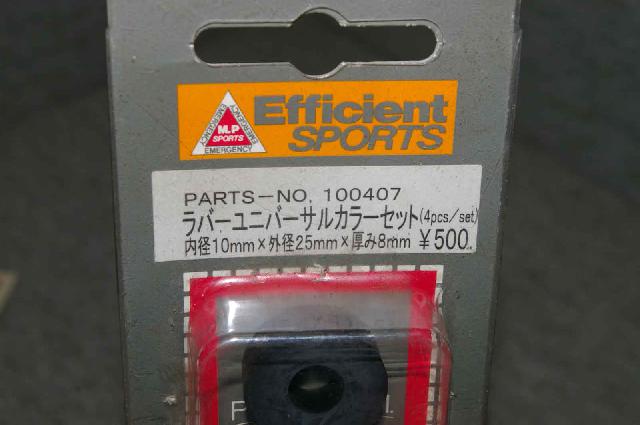 Efficient
SPORTS
EMERGENCY
EMERGENCY
M.P
SPORTS
EMERGENCY
PARTS-NO. 100407
ラバーユニバーサルカラーセット(4pcs/set)
内径10mm×外径25mm×厚み8mm ¥500